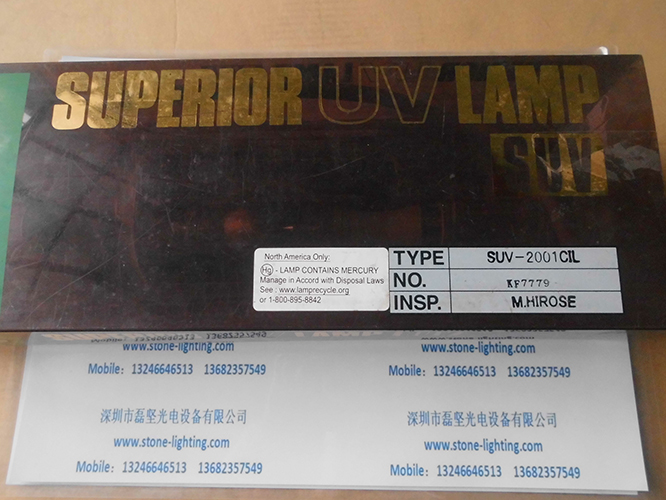 SUPERIOR UV LAMP
SUV
North America Only:
Hg - LAMP CONTAINS MERCURY
Manage in Accord with Disposal Laws
See : www.lamprecycle.org
or 1-800-895-8842
TYPE SUV-2001CIL
NO. KF7779
INSP. M.HIROSE
www.stone-lighting.com www.stone-lighting.com
Mobile: 13246646513 13682357549 Mobile: 13246646513 13682357549
深圳市磊坚光电设备有限公司 深圳市磊坚光电设备有限公司
www.stone-lighting.com www.stone-lighting.com
Mobile: 13246646513 13682357549 Mobile: 13246646513 13682357549